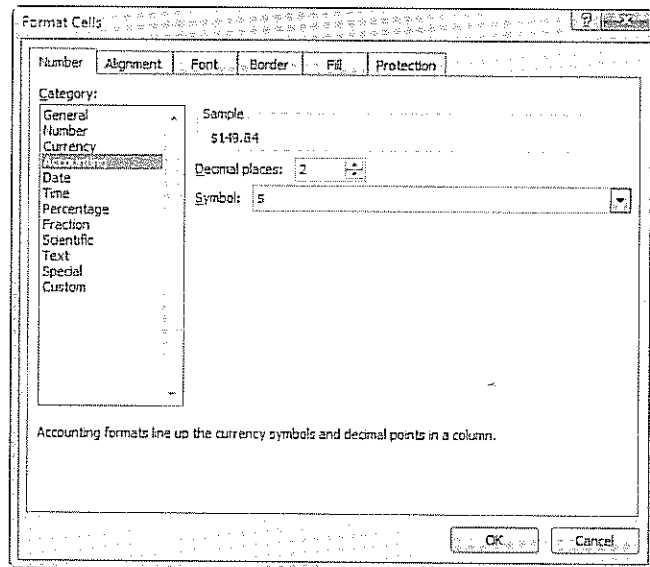 Format Cells
Number Alignment Font Border Fill Protection
Category:
General
Number
Currency
Accounting
Date
Time
Percentage
Fraction
Scientific
Text
Special
Custom
Sample
$149.84
Decimal places: 2
Symbol: $
Accounting formats line up the currency symbols and decimal points in a column.
OK Cancel